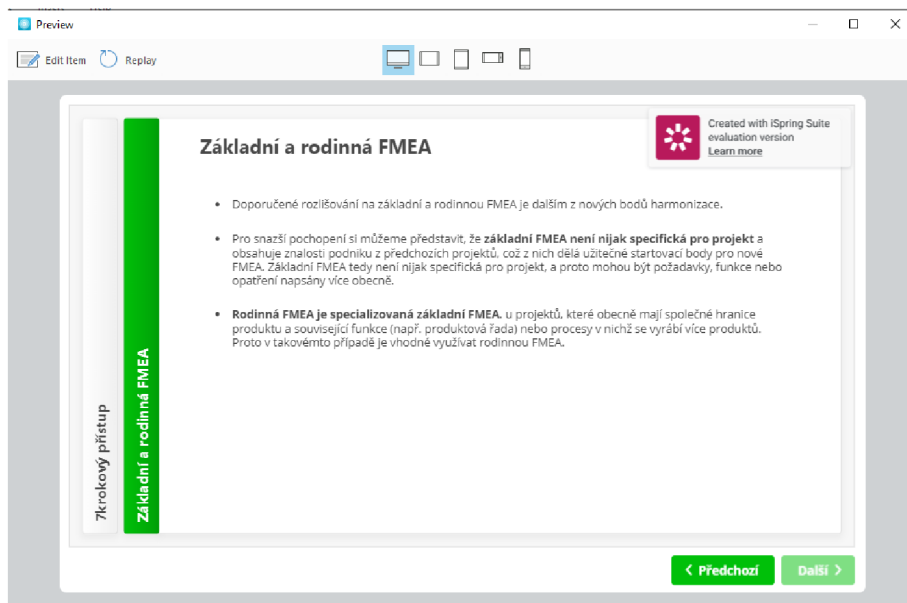 Preview
Edit Item
Replay
Created with iSpring Suite
evaluation version
Learn more
7krokový přístup
Základní a rodinná FMEA
Základní a rodinná FMEA
• Doporučené rozlišování na základní a rodinnou FMEA je dalším z nových bodů harmonizace.
• Pro snazší pochopení si můžeme představit, že základní FMEA není nijak specifická pro projekt a
obsahuje znalosti podniku z předchozích projektů, což z nich dělá užitečné startovací body pro nové
FMEA. Základní FMEA tedy není nijak specifická pro projekt, a proto mohou být požadavky, funkce nebo
opatření napsány více obecně.
• Rodinná FMEA je specializovaná základní FMEA. u projektů, které obecně mají společné hranice
produktu a související funkce (např. produktová řada) nebo procesy v nichž se vyrábí více produktů.
Proto v takovémto případě je vhodné využívat rodinnou FMEA.
Předchozí
Další